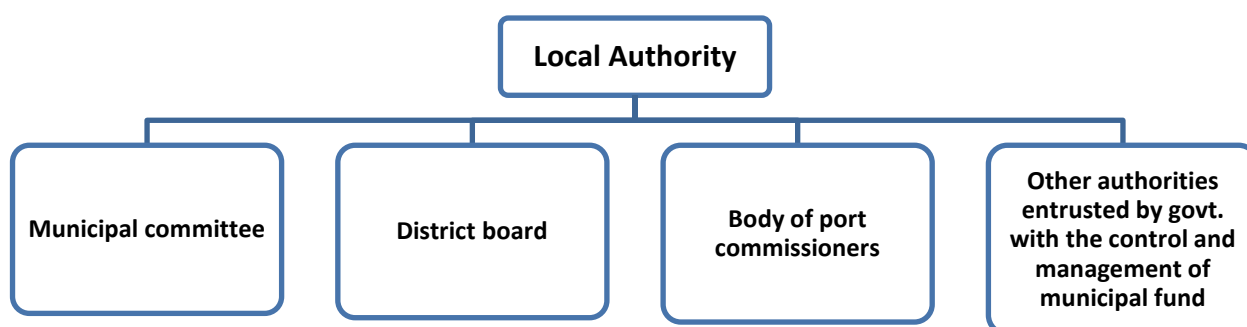 Local Authority
Municipal committee
District board
Body of port
commissioners
Other authorities
entrusted by govt.
with the control and
management of
municipal fund